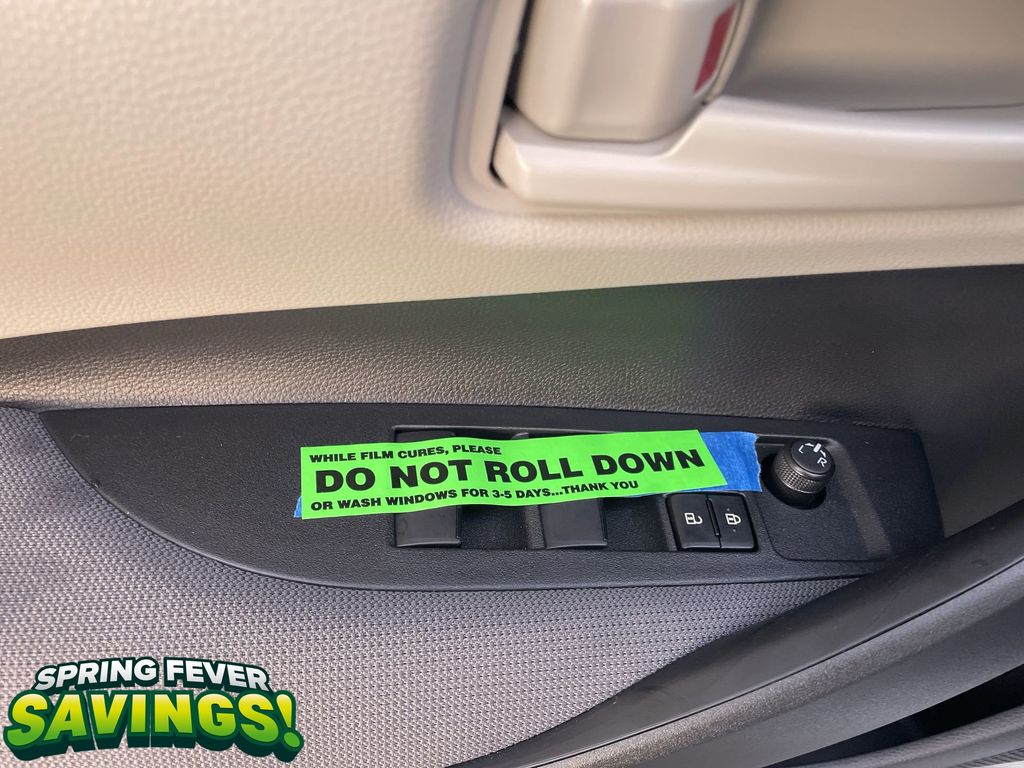 WHILE FILM CURES, PLEASE
DO NOT ROLL DOWN
OR WASH WINDOWS FOR 3-5 DAYS...THANK YOU
L R
SPRING FEVER
SAVINGS!